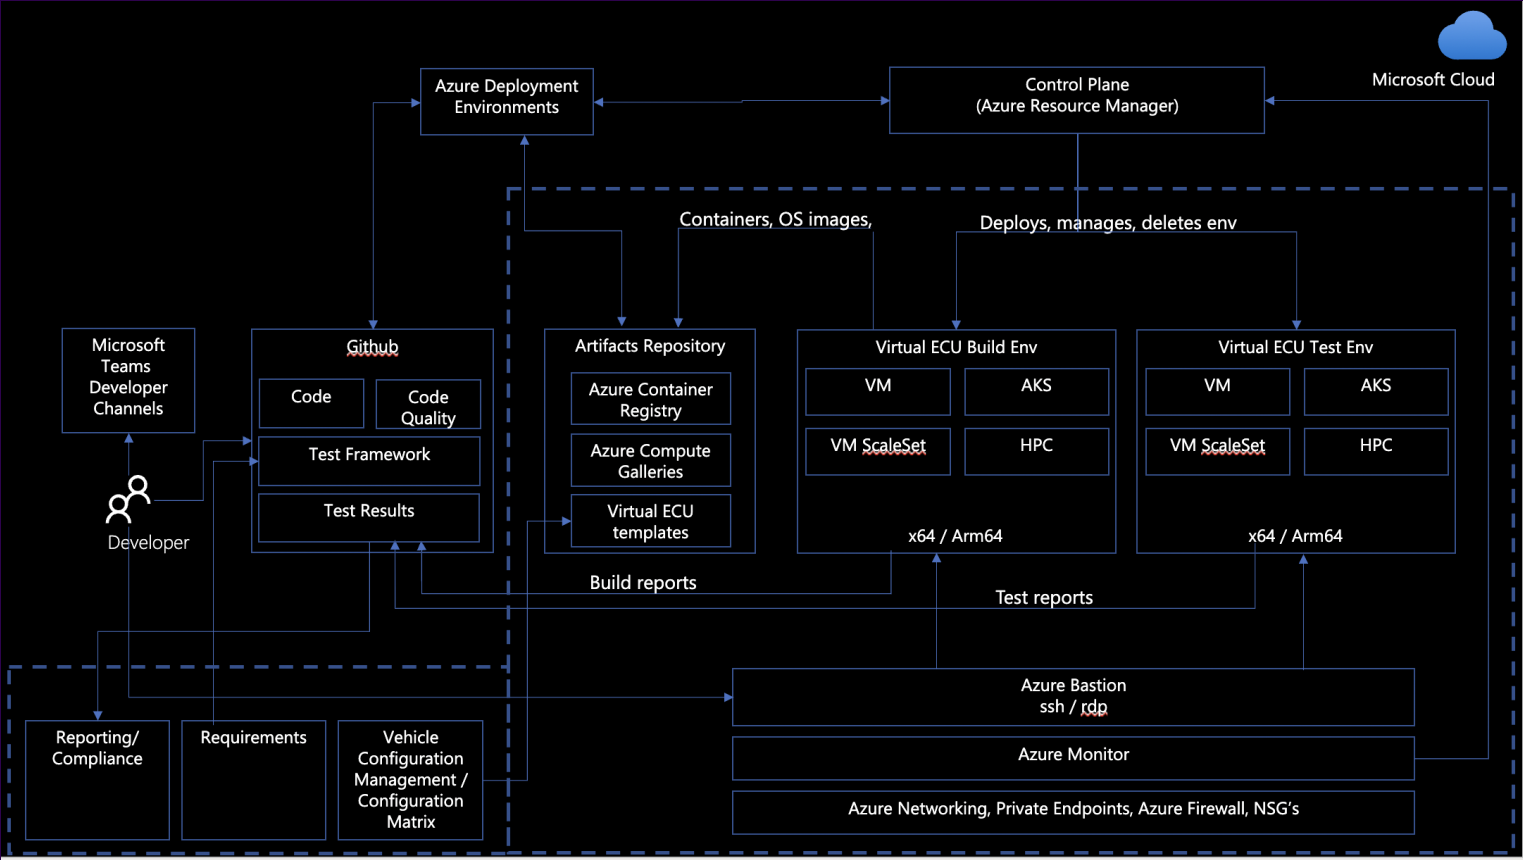 Microsoft Cloud
Azure Deployment
Environments
Control Plane
(Azure Resource Manager)
Containers, OS images,
Deploys, manages, deletes env
Microsoft
Teams
Developer
Channels
Github
Code
Code
Quality
Test Framework
Test Results
Artifacts Repository
Azure Container
Registry
Azure Compute
Galleries
Virtual ECU
templates
Virtual ECU Build Env
VM
AKS
VM ScaleSet
HPC
x64 / Arm64
Virtual ECU Test Env
VM
AKS
VM ScaleSet
HPC
x64 / Arm64
Developer
Build reports
Test reports
Reporting/
Compliance
Requirements
Vehicle
Configuration
Management /
Configuration
Matrix
Azure Bastion
ssh / rdp
Azure Monitor
Azure Networking, Private Endpoints, Azure Firewall, NSG’s